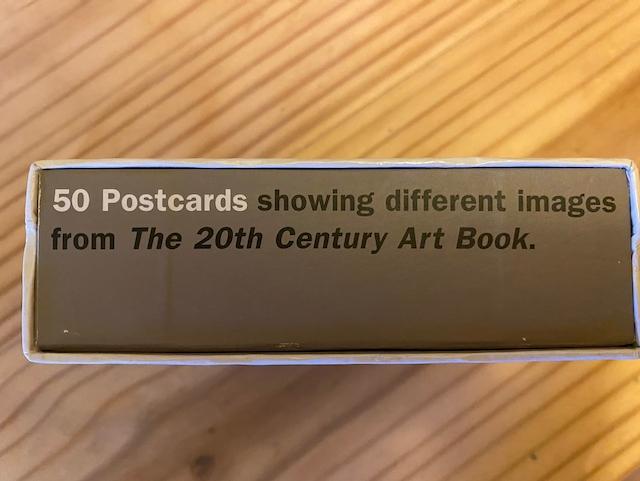 50 Postcards showing different images
from The 20th Century Art Book.